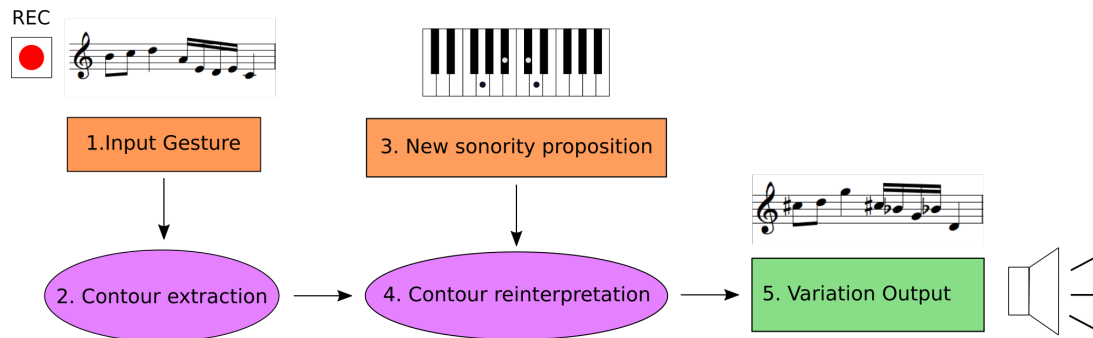 REC
1.Input Gesture
3. New sonority proposition
2. Contour extraction
4. Contour reinterpretation
5. Variation Output